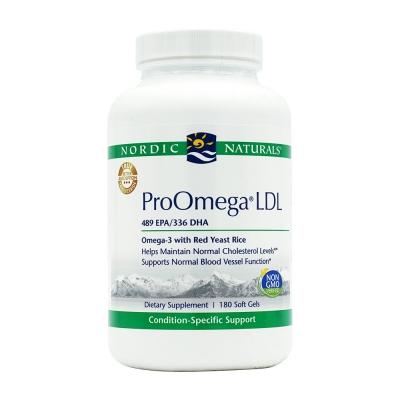 NORDIC NATURALS®
ProOmega® LDL
489 EPA/336 DHA
Omega-3 with Red Yeast Rice
Helps Maintain Normal Cholesterol Levels**
Supports Normal Blood Vessel Function*
NON
GMO
Dietary Supplement | 180 Soft Gels
Condition-Specific Support